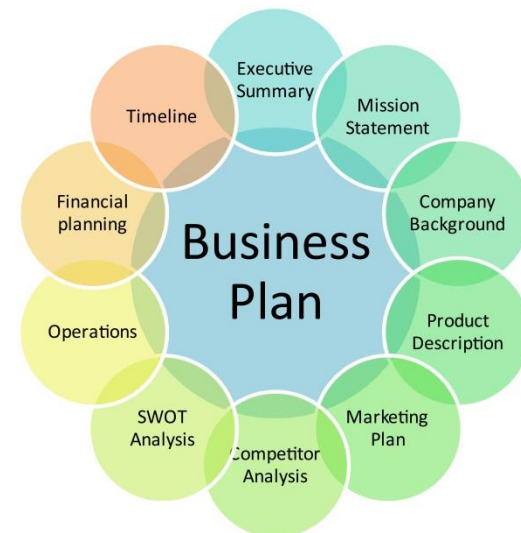 Executive
Summary
Mission
Statement
Company
Background
Product
Description
Marketing
Plan
Competitor
Analysis
SWOT
Analysis
Operations
Financial
planning
Timeline
Business
Plan